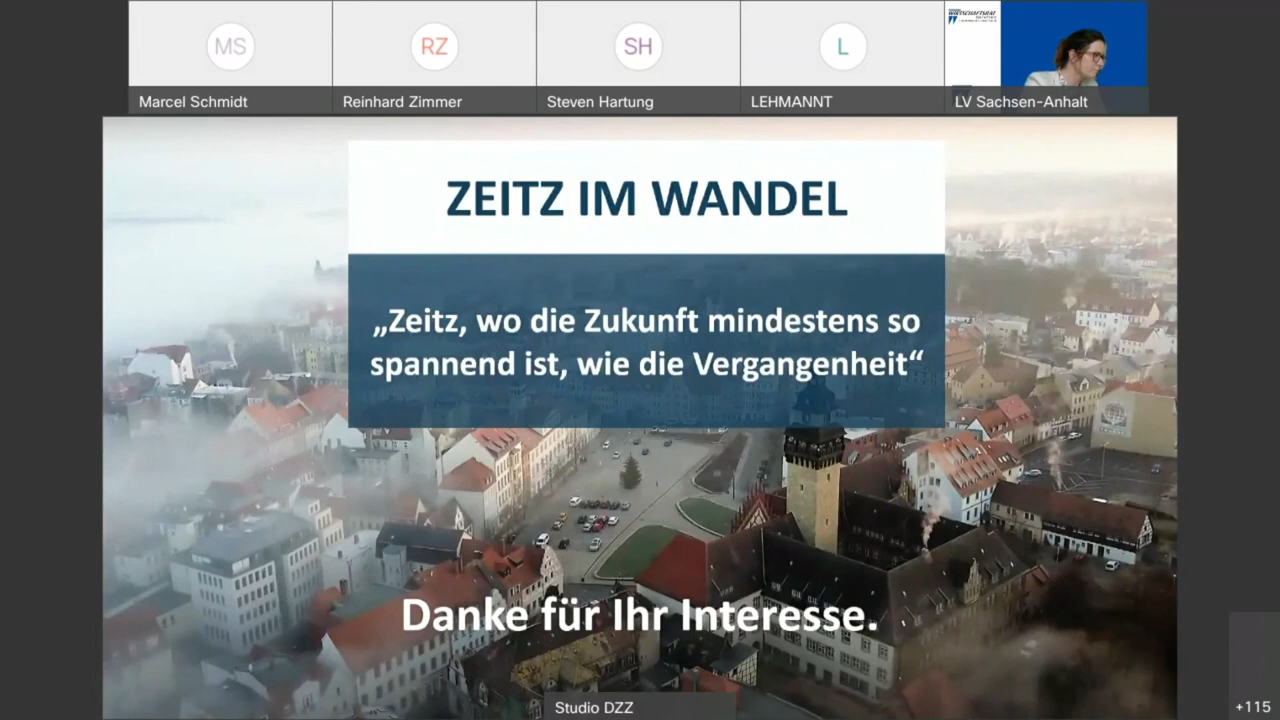 MS
RZ
SH
L
WIRTSCHAFTSRAT
Marcel Schmidt
Reinhard Zimmer
Steven Hartung
LEHMANNT
LV Sachsen-Anhalt
ZEITZ IM WANDEL
„Zeitz, wo die Zukunft mindestens so
spannend ist, wie die Vergangenheit“
Danke für Ihr Interesse.
Studio DZZ
+115